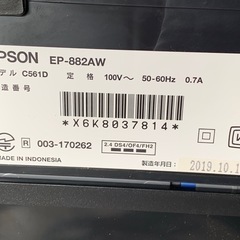 PSON EP-882AW
デル C561D 定 格 100V～ 50-60Hz 0.7A
造番号
*X6K8037814*
R 003-170262
2.4 DS4/OF4/FH2
MADE IN INDONESIA
製造年月日: 2019.10.1